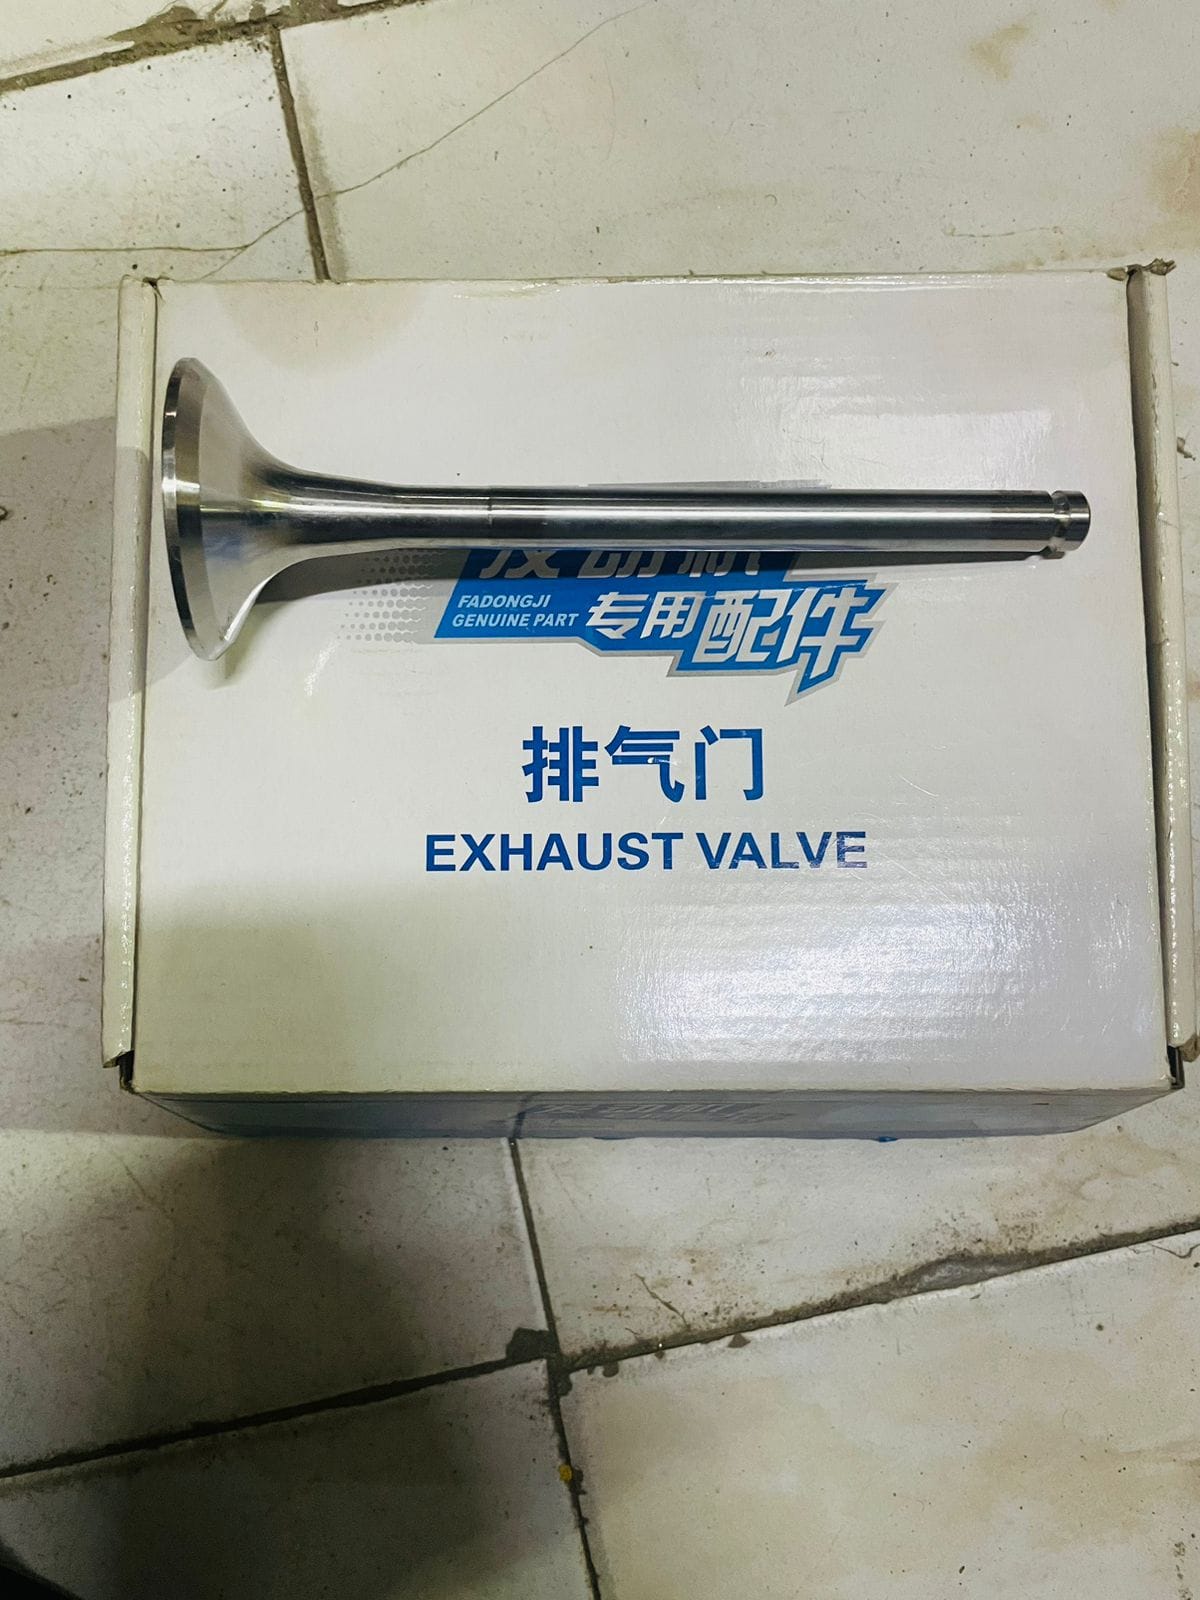 FADONGJI
GENUINE PART 专用配件
排气门
EXHAUST VALVE